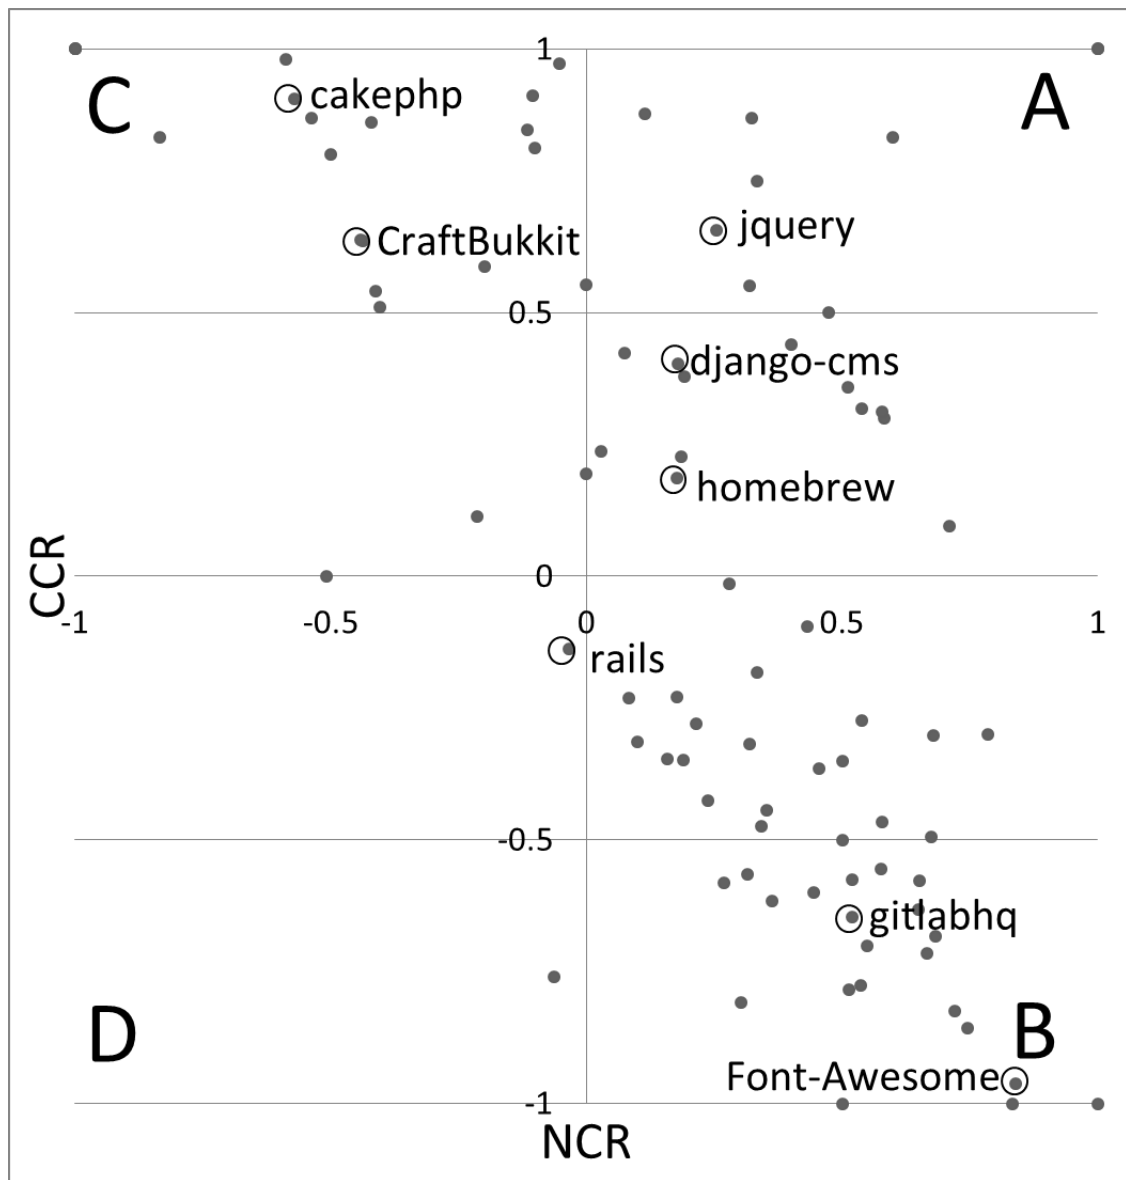 1
C
A
cakephp
jquery
CraftBukkit
0.5
django-cms
homebrew
CCR
0
-1 -0.5 0 0.5 1
rails
-0.5
gitlabhq
D
B
Font-Awesome
-1
NCR